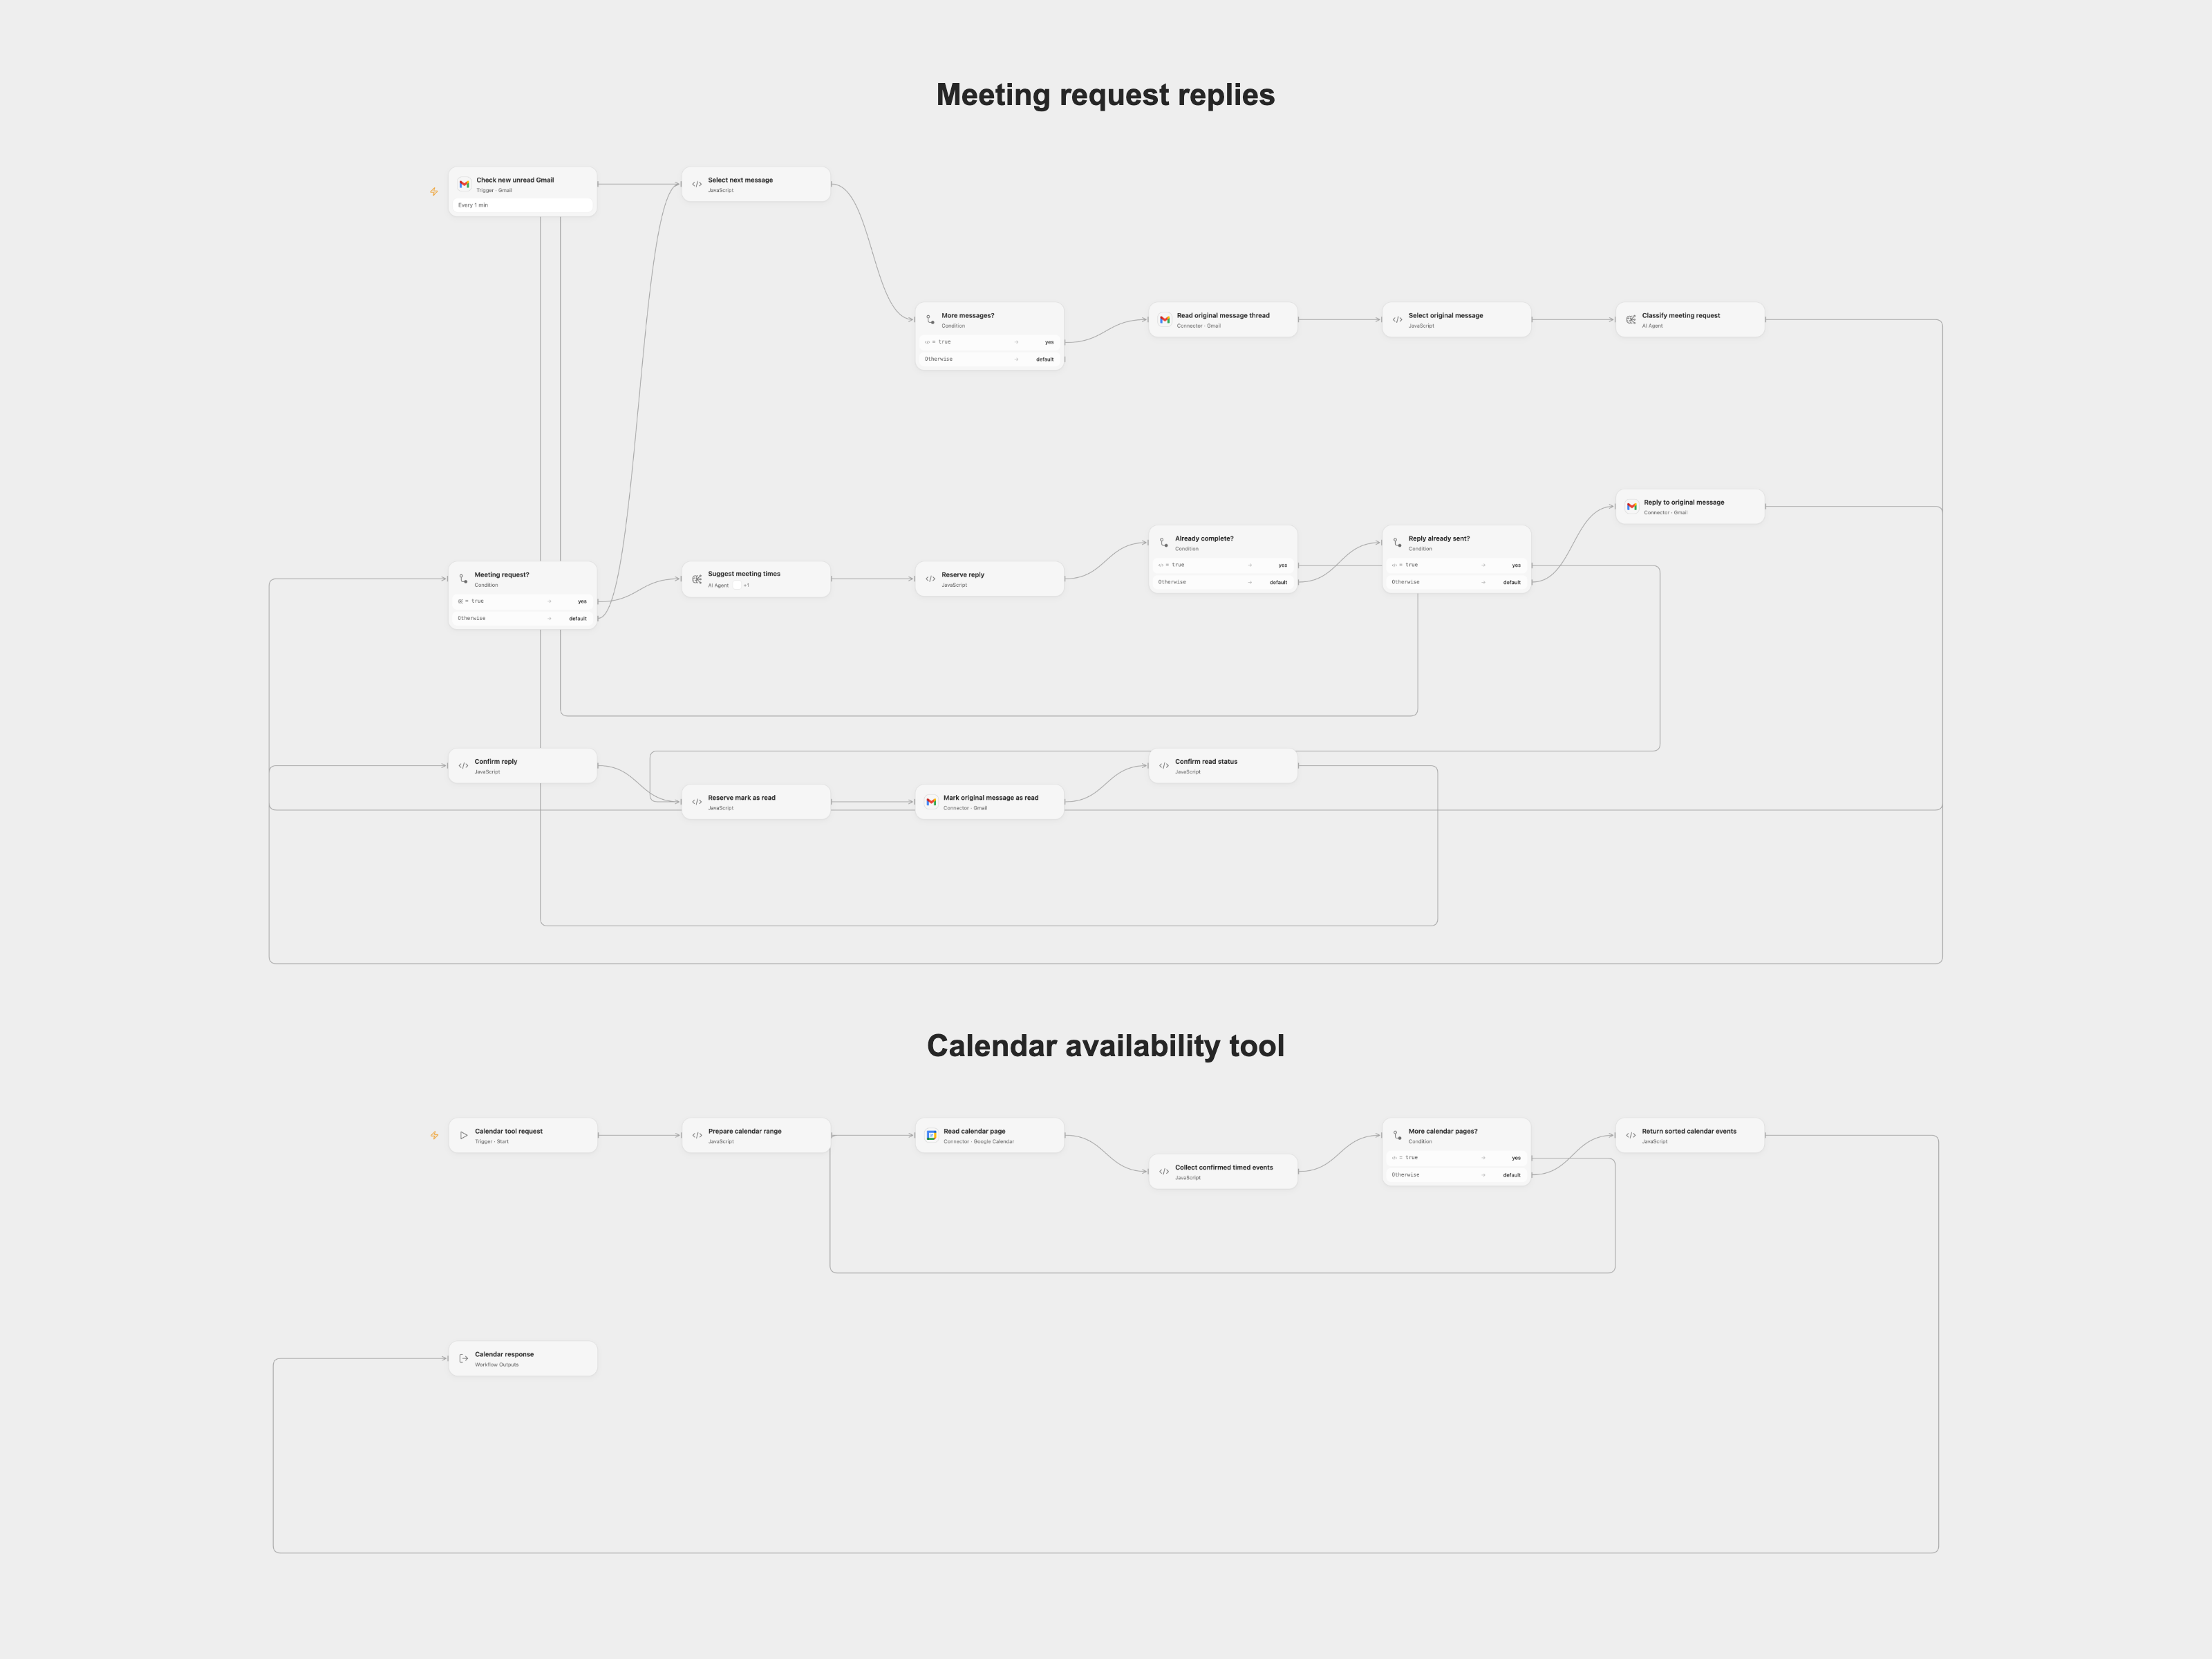 Meeting request replies
Check new unread Gmail
Trigger · Gmail
Every 1 min
Select next message
JavaScript
More messages?
Condition
</> = true → yes
Otherwise → default
Read original message thread
Connector · Gmail
Select original message
JavaScript
Classify meeting request
AI Agent
Reply to original message
Connector · Gmail
Meeting request?
Condition
= true → yes
Otherwise → default
Suggest meeting times
AI Agent +1
Reserve reply
JavaScript
Already complete?
Condition
</> = true → yes
Otherwise → default
Reply already sent?
Condition
</> = true → yes
Otherwise → default
Confirm reply
JavaScript
Reserve mark as read
JavaScript
Mark original message as read
Connector · Gmail
Confirm read status
JavaScript
Calendar availability tool
Calendar tool request
Trigger · Start
Prepare calendar range
JavaScript
Read calendar page
Connector · Google Calendar
Collect confirmed timed events
JavaScript
More calendar pages?
Condition
</> = true → yes
Otherwise → default
Return sorted calendar events
JavaScript
Calendar response
Workflow Outputs